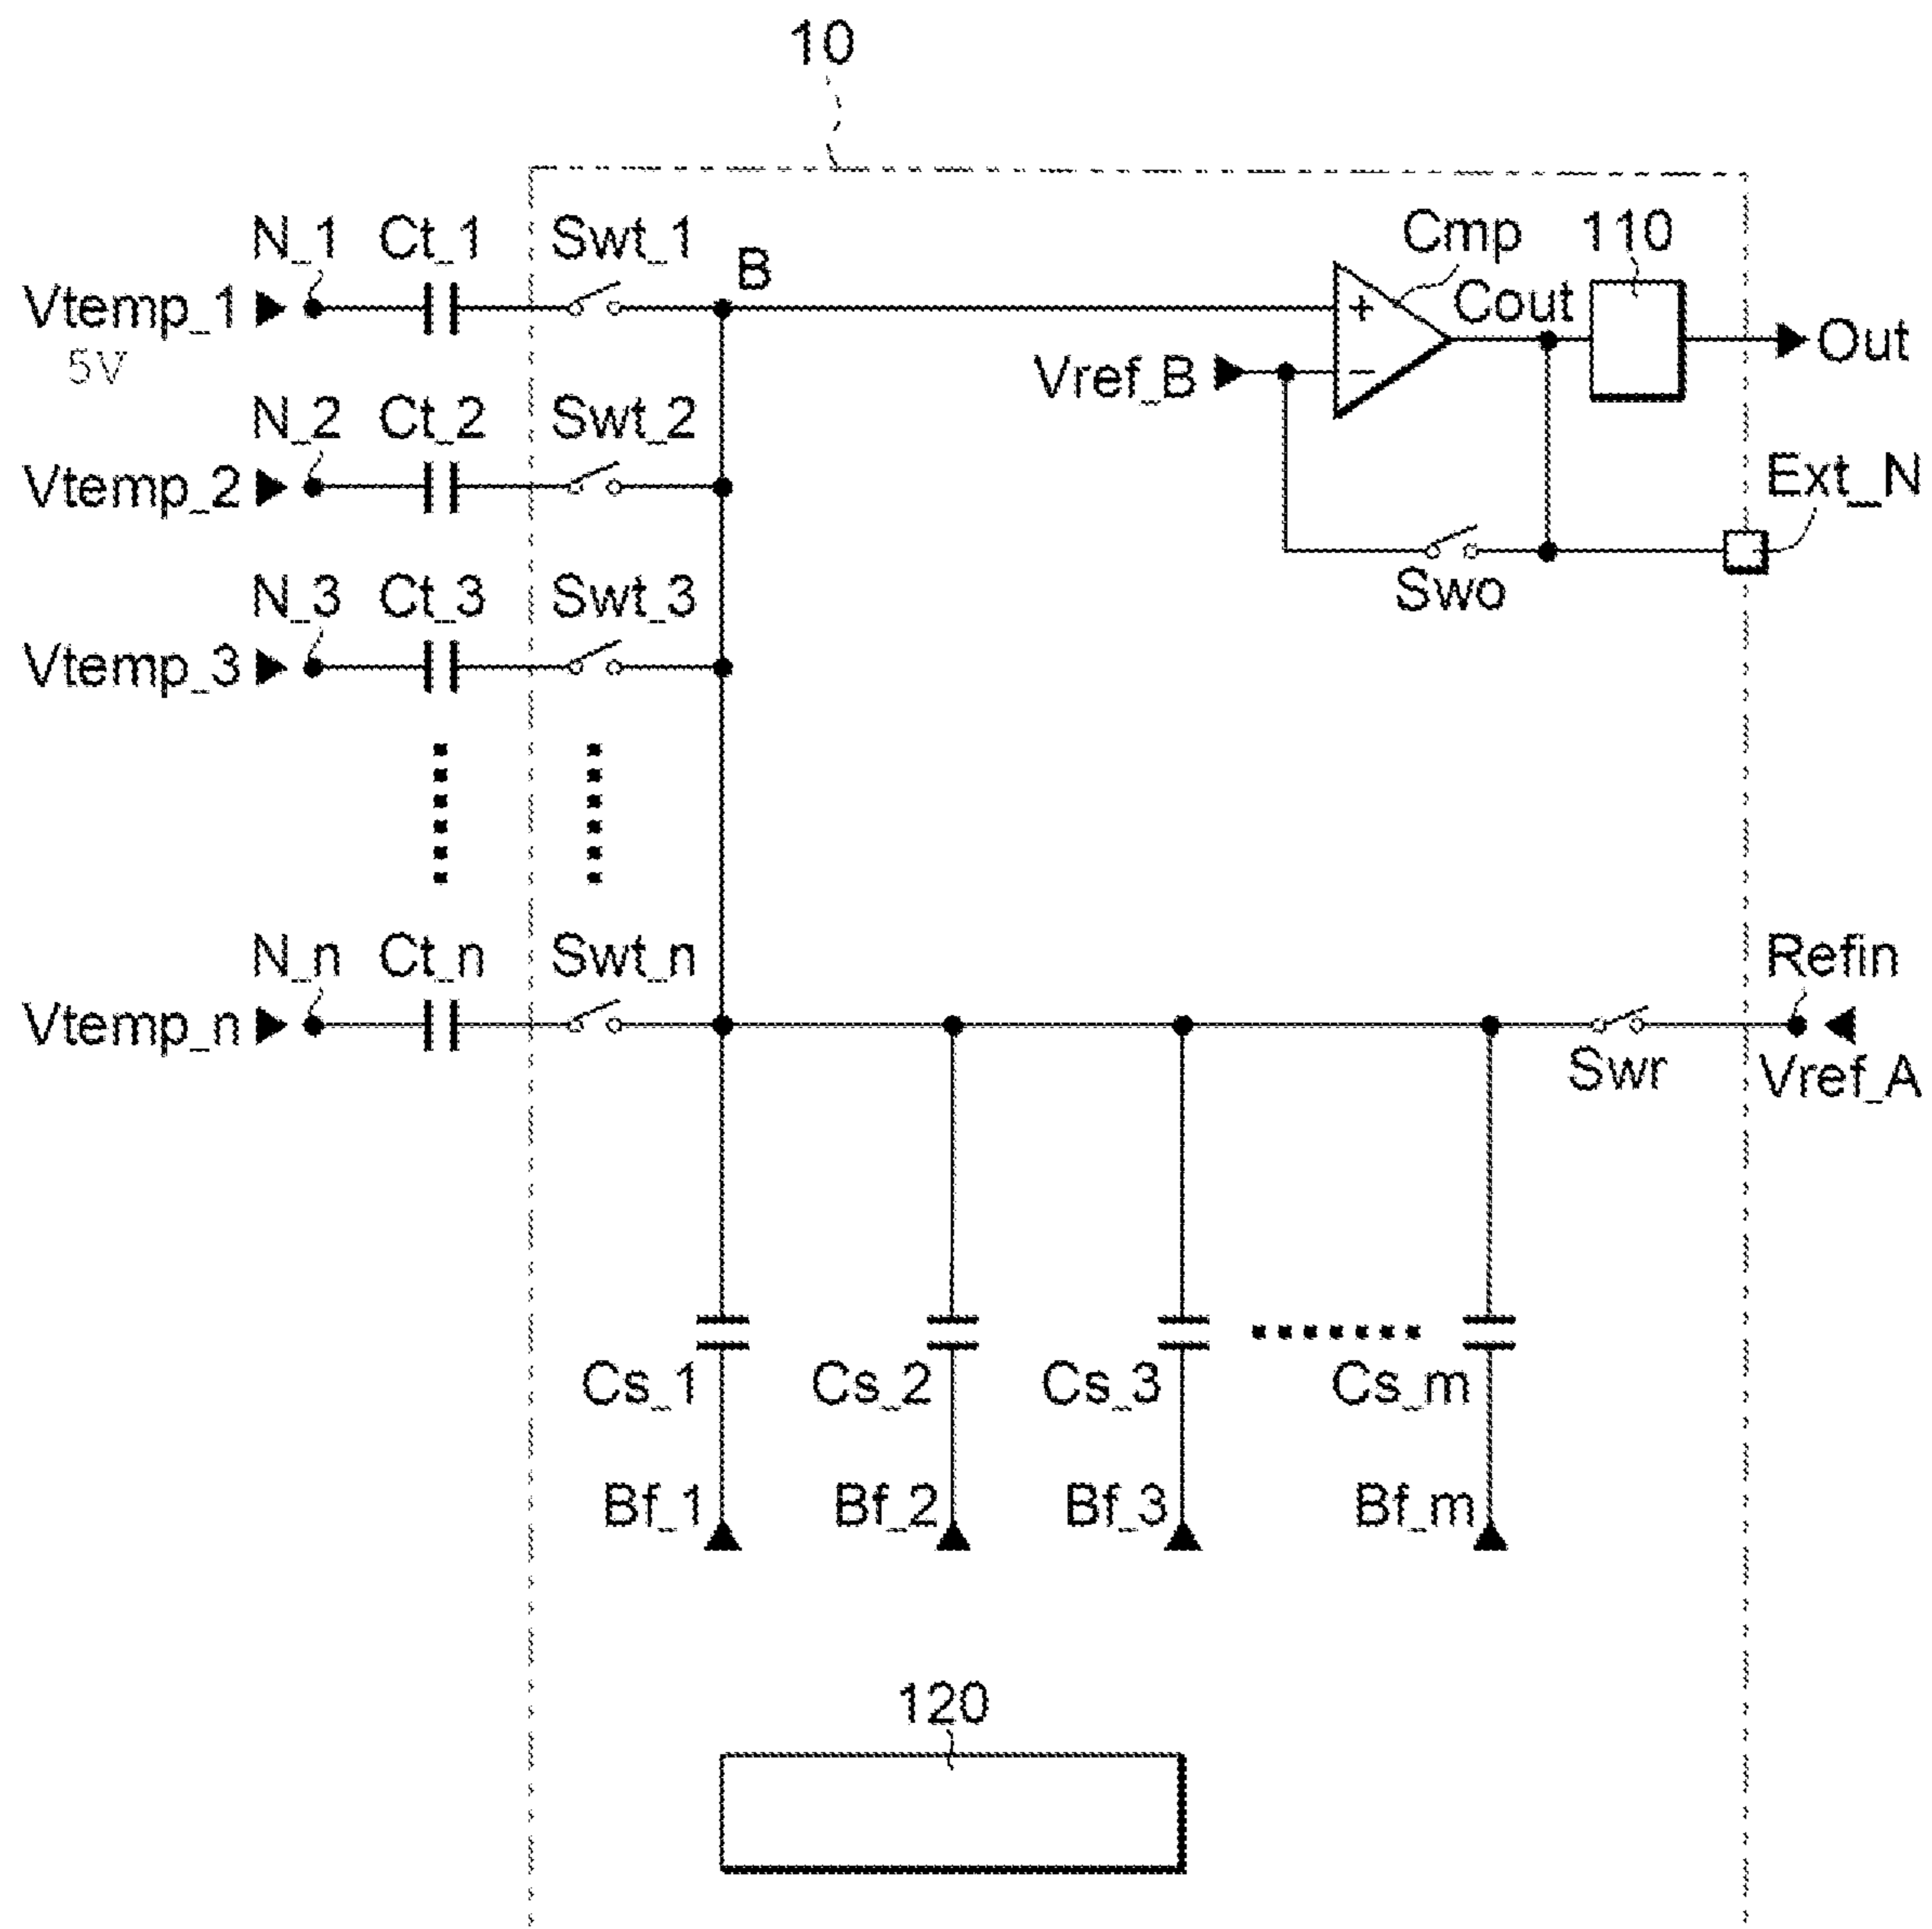 10
N_1 Ct_1 Swt_1 B Cmp 110
Vtemp_1 + Cout Out
5V Vref_B −
N_2 Ct_2 Swt_2
Vtemp_2 Ext_N
N_3 Ct_3 Swt_3 Swo
Vtemp_3
N_n Ct_n Swt_n Refin
Vtemp_n
Swr Vref_A
Cs_1 Cs_2 Cs_3 Cs_m
Bf_1 Bf_2 Bf_3 Bf_m
120